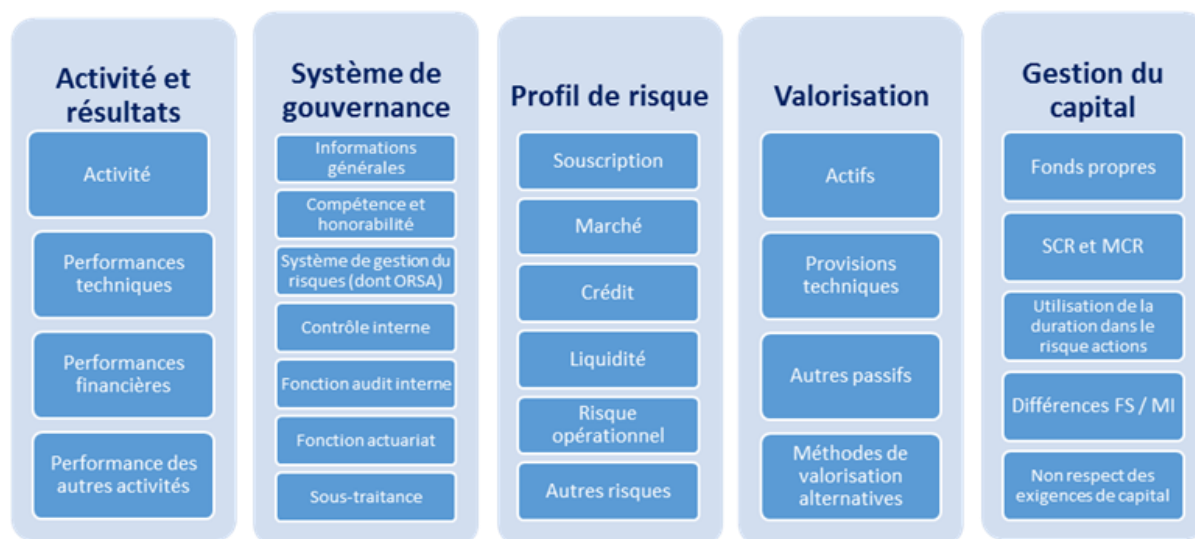 Activité et
résultats
Activité
Performances
techniques
Performances
financières
Performance des
autres activités
Système de
gouvernance
Informations
générales
Compétence et
honorabilité
Système de gestion du
risques (dont ORSA)
Contrôle interne
Fonction audit interne
Fonction actuariat
Sous-traitance
Profil de risque
Souscription
Marché
Crédit
Liquidité
Risque
opérationnel
Autres risques
Valorisation
Actifs
Provisions
techniques
Autres passifs
Méthodes de
valorisation
alternatives
Gestion du
capital
Fonds propres
SCR et MCR
Utilisation de la
duration dans le
risque actions
Différences FS / MI
Non respect des
exigences de capital